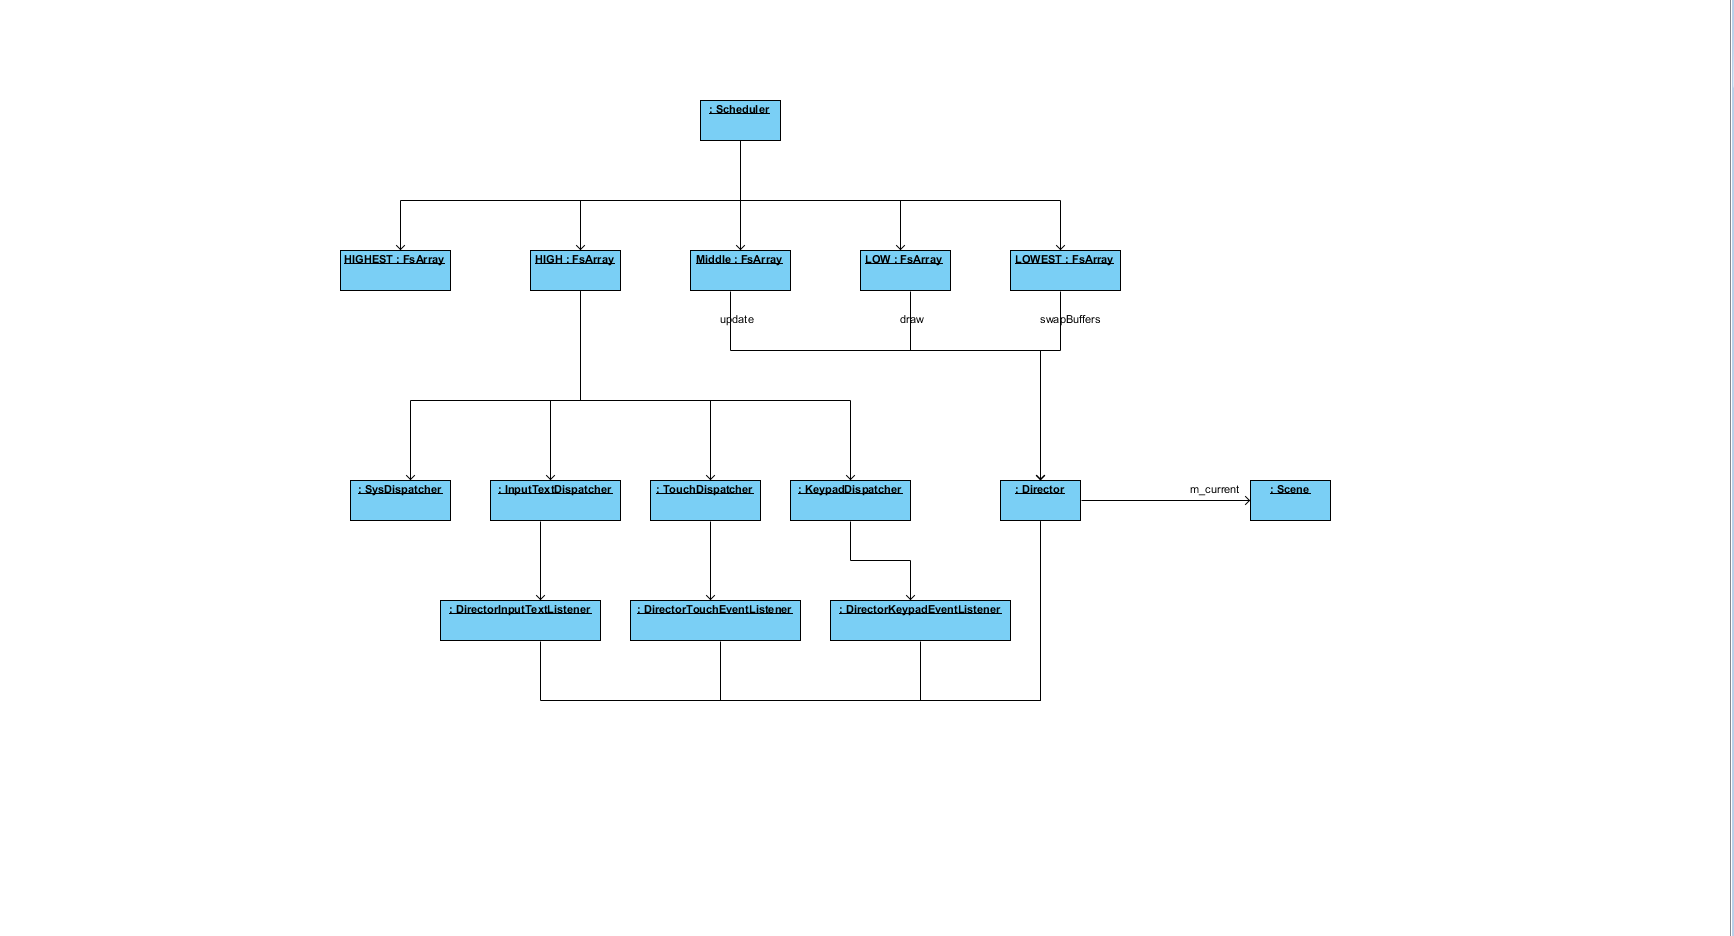 : Scheduler
HIGHEST : FsArray
HIGH : FsArray
Middle : FsArray
LOW : FsArray
LOWEST : FsArray
update
draw
swapBuffers
: SysDispatcher
: InputTextDispatcher
: TouchDispatcher
: KeypadDispatcher
: Director
m_current
: Scene
: DirectorInputTextListener
: DirectorTouchEventListener
: DirectorKeypadEventListener